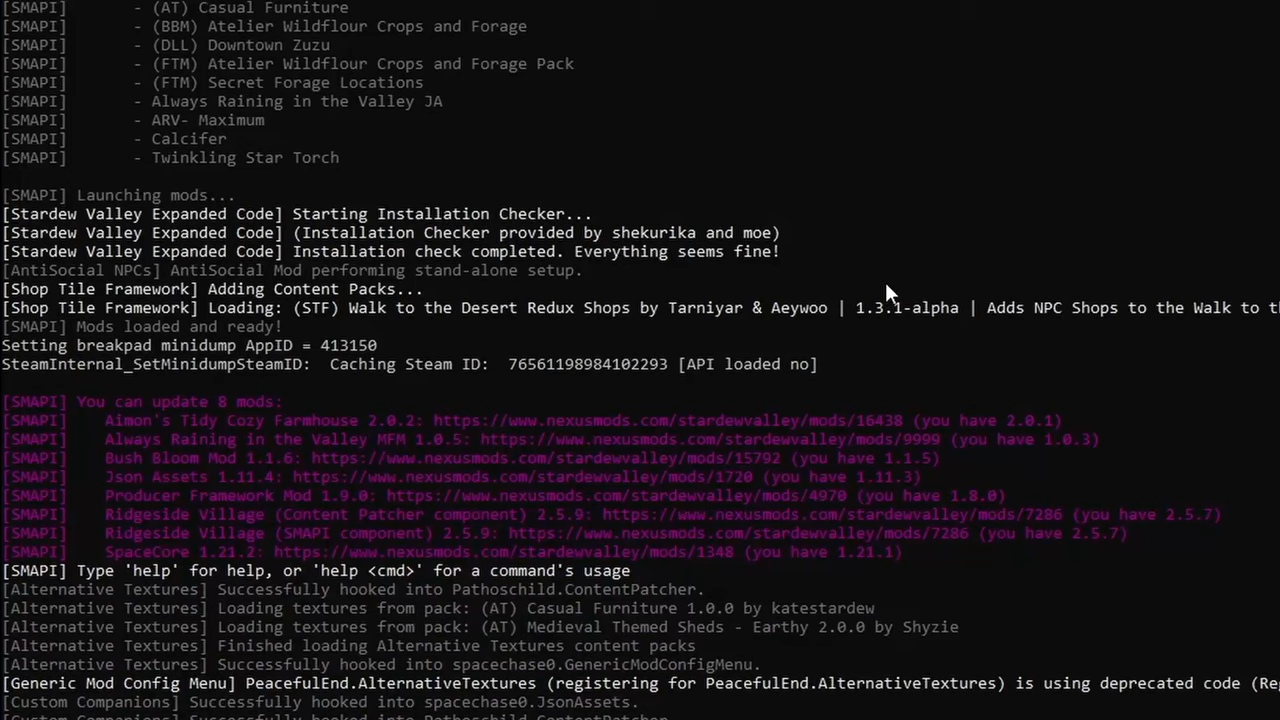 [SMAPI] - (AT) Casual Furniture
[SMAPI] - (BBM) Atelier Wildflour Crops and Forage
[SMAPI] - (DLL) Downtown Zuzu
[SMAPI] - (FTM) Atelier Wildflour Crops and Forage Pack
[SMAPI] - (FTM) Secret Forage Locations
[SMAPI] - Always Raining in the Valley JA
[SMAPI] - ARV- Maximum
[SMAPI] - Calcifer
[SMAPI] - Twinkling Star Torch
[SMAPI] Launching mods...
[Stardew Valley Expanded Code] Starting Installation Checker...
[Stardew Valley Expanded Code] (Installation Checker provided by shekurika and moe)
[Stardew Valley Expanded Code] Installation check completed. Everything seems fine!
[AntiSocial NPCs] AntiSocial Mod performing stand-alone setup.
[Shop Tile Framework] Adding Content Packs...
[Shop Tile Framework] Loading: (STF) Walk to the Desert Redux Shops by Tarniyar & Aeywoo | 1.3.1-alpha | Adds NPC Shops to the Walk to th
[SMAPI] Mods loaded and ready!
Setting breakpad minidump AppID = 413150
SteamInternal_SetMinidumpSteamID: Caching Steam ID: 76561198984102293 [API loaded no]
[SMAPI] You can update 8 mods:
[SMAPI] Aimon's Tidy Cozy Farmhouse 2.0.2: https://www.nexusmods.com/stardewvalley/mods/16438 (you have 2.0.1)
[SMAPI] Always Raining in the Valley MFM 1.0.5: https://www.nexusmods.com/stardewvalley/mods/9999 (you have 1.0.3)
[SMAPI] Bush Bloom Mod 1.1.6: https://www.nexusmods.com/stardewvalley/mods/15792 (you have 1.1.5)
[SMAPI] Json Assets 1.11.4: https://www.nexusmods.com/stardewvalley/mods/1720 (you have 1.11.3)
[SMAPI] Producer Framework Mod 1.9.0: https://www.nexusmods.com/stardewvalley/mods/4970 (you have 1.8.0)
[SMAPI] Ridgeside Village (Content Patcher component) 2.5.9: https://www.nexusmods.com/stardewvalley/mods/7286 (you have 2.5.7)
[SMAPI] Ridgeside Village (SMAPI component) 2.5.9: https://www.nexusmods.com/stardewvalley/mods/7286 (you have 2.5.7)
[SMAPI] SpaceCore 1.21.2: https://www.nexusmods.com/stardewvalley/mods/1348 (you have 1.21.1)
[SMAPI] Type 'help' for help, or 'help <cmd>' for a command's usage
[Alternative Textures] Successfully hooked into Pathoschild.ContentPatcher.
[Alternative Textures] Loading textures from pack: (AT) Casual Furniture 1.0.0 by katestardew
[Alternative Textures] Loading textures from pack: (AT) Medieval Themed Sheds - Earthy 2.0.0 by Shyzie
[Alternative Textures] Finished loading Alternative Textures content packs
[Alternative Textures] Successfully hooked into spacechase0.GenericModConfigMenu.
[Generic Mod Config Menu] PeacefulEnd.AlternativeTextures (registering for PeacefulEnd.AlternativeTextures) is using deprecated code (Re
[Custom Companions] Successfully hooked into spacechase0.JsonAssets.
[Custom Companions] Successfully hooked into Pathoschild.ContentPatcher